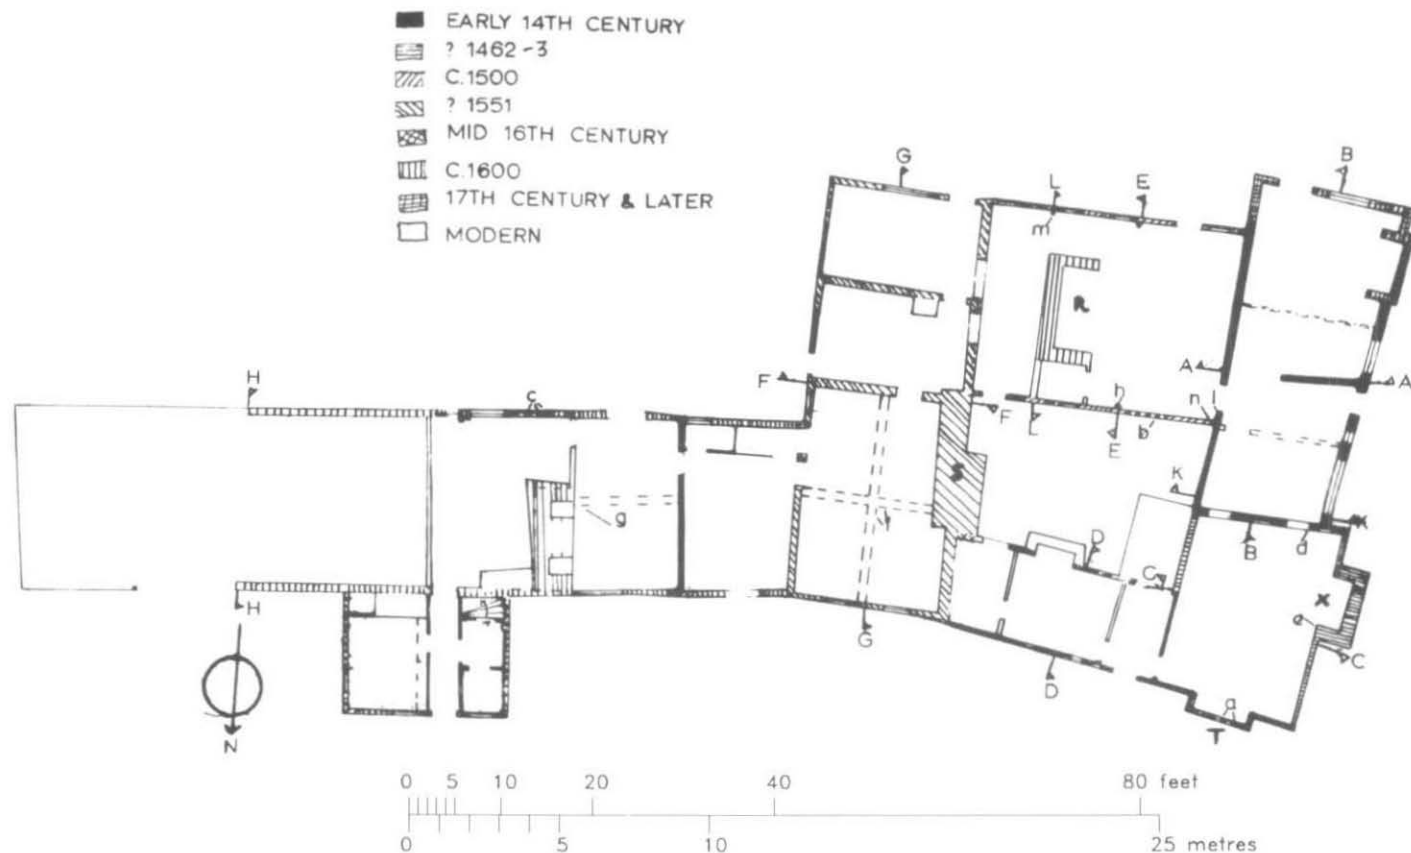 EARLY 14TH CENTURY
? 1462-3
C.1500
? 1551
MID 16TH CENTURY
C.1600
17TH CENTURY & LATER
MODERN
G
L
E
B
m
R
A
A
H
c
F
F
h
n
l
L
E
b
K
S
g
f
B
d
K
D
C
X
e
C
H
G
D
a
T
N
0 5 10 20 40 80 feet
0 5 10 25 metres